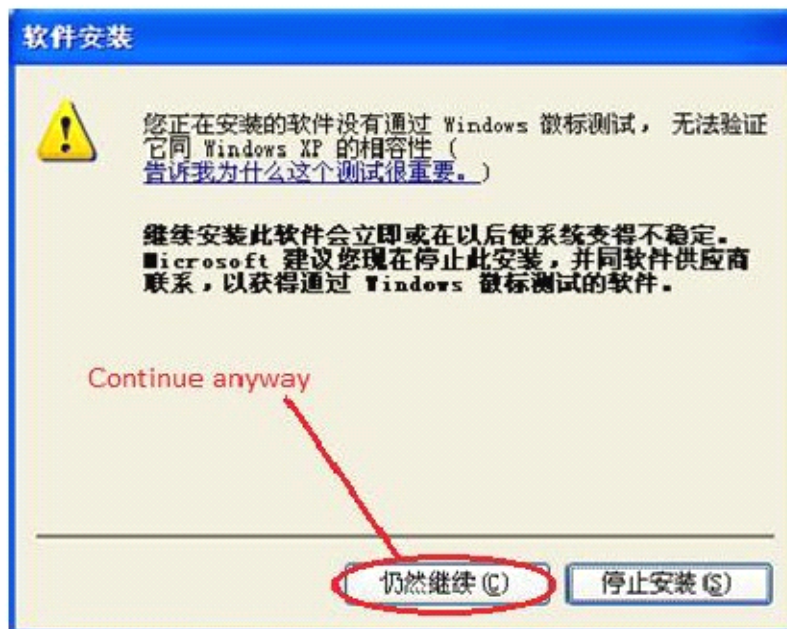 软件安装
您正在安装的软件没有通过 Windows 徽标测试， 无法验证
它同 Windows XP 的相容性 (
告诉我为什么这个测试很重要。)
继续安装此软件会立即或在以后使系统变得不稳定。
Microsoft 建议您现在停止此安装，并同软件供应商
联系，以获得通过 Windows 徽标测试的软件。
Continue anyway
仍然继续(C) 停止安装(S)